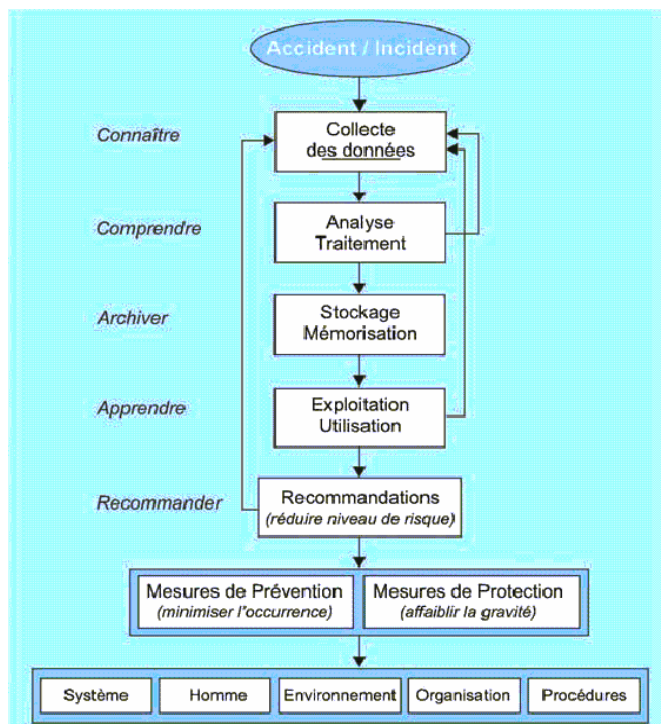 Accident / Incident
Connaître
Collecte
des données
Comprendre
Analyse
Traitement
Archiver
Stockage
Mémorisation
Apprendre
Exploitation
Utilisation
Recommander
Recommandations
(réduire niveau de risque)
Mesures de Prévention
(minimiser l'occurrence)
Mesures de Protection
(affaiblir la gravité)
Système
Homme
Environnement
Organisation
Procédures